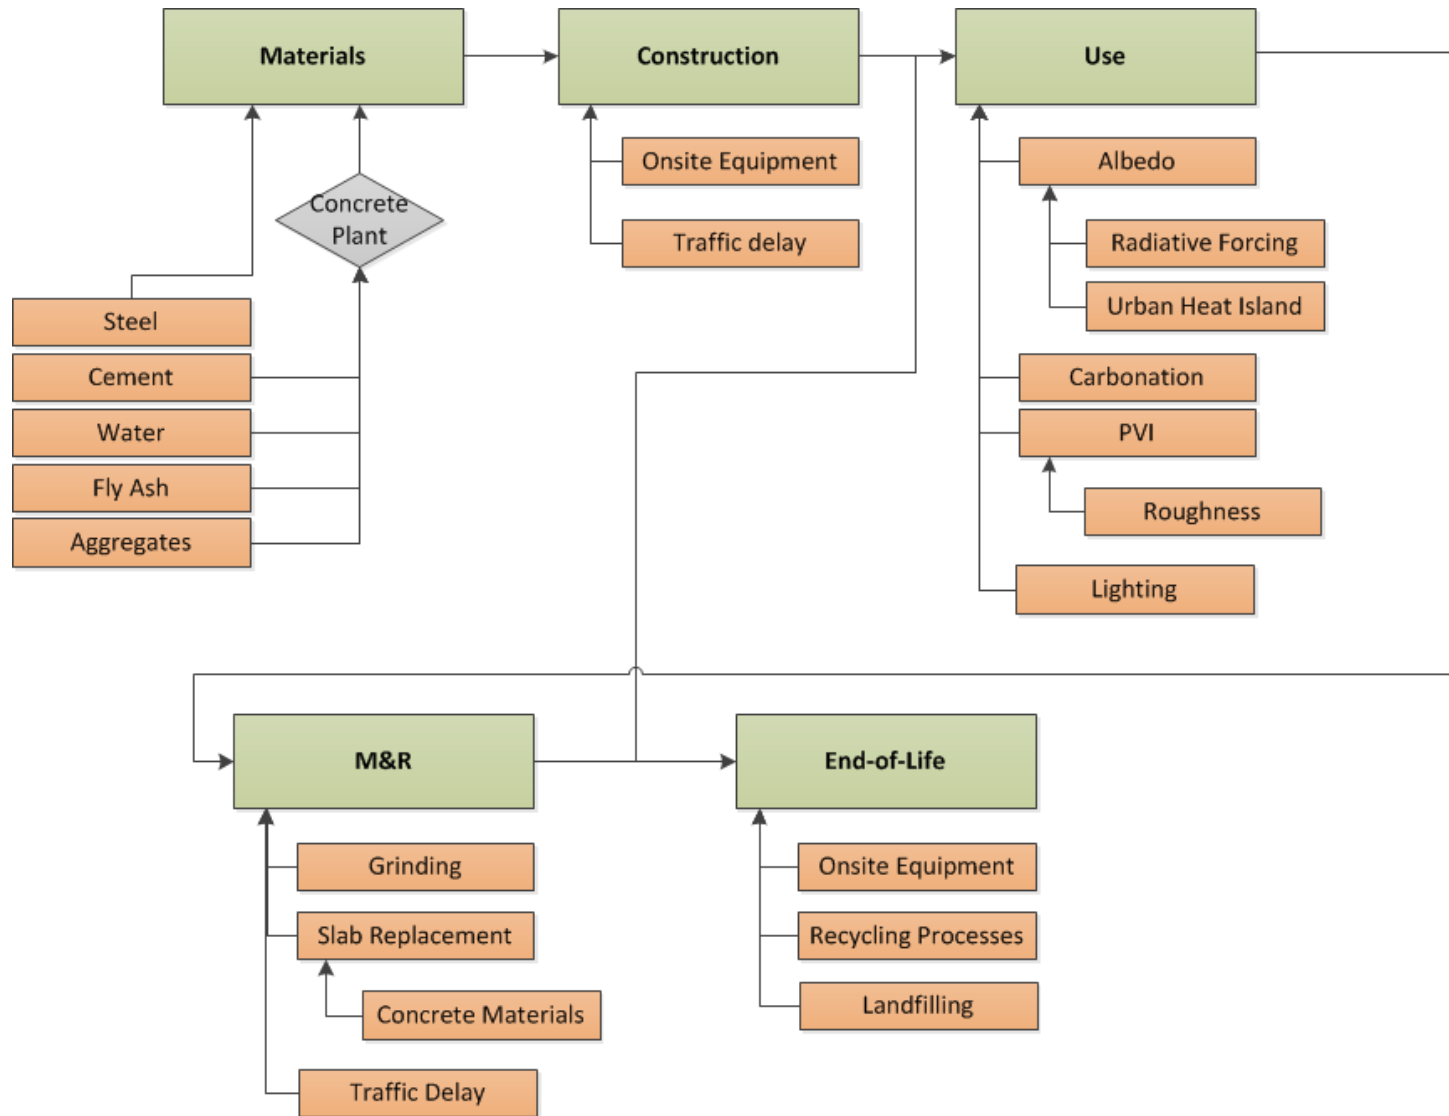 Materials
Construction
Use
Concrete
Plant
Steel
Cement
Water
Fly Ash
Aggregates
Onsite Equipment
Traffic delay
Albedo
Radiative Forcing
Urban Heat Island
Carbonation
PVI
Roughness
Lighting
M&R
End-of-Life
Grinding
Slab Replacement
Concrete Materials
Traffic Delay
Onsite Equipment
Recycling Processes
Landfilling